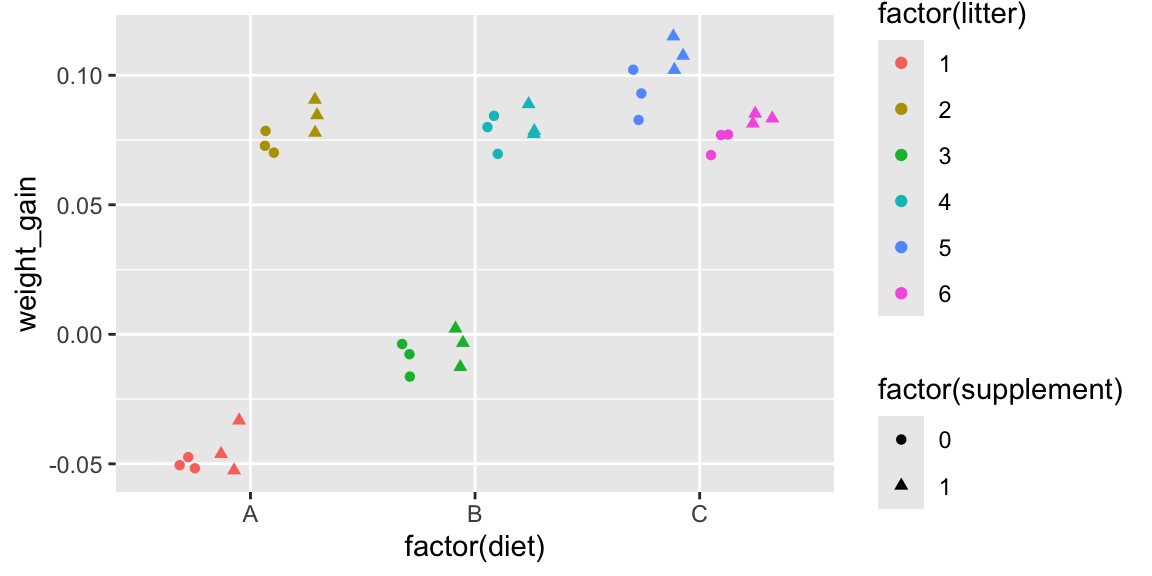 weight_gain
0.10
0.05
0.00
-0.05
A B C
factor(diet)
factor(litter)
1
2
3
4
5
6
factor(supplement)
0
1